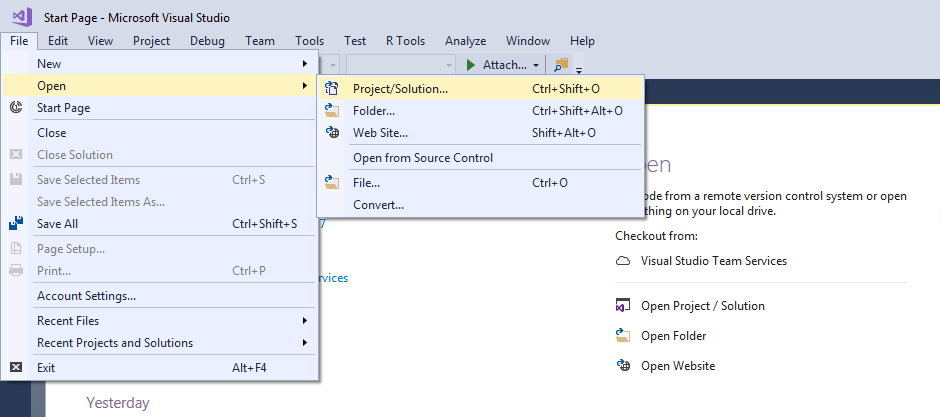 Start Page - Microsoft Visual Studio
File Edit View Project Debug Team Tools Test R Tools Analyze Window Help
Attach...
New
Open
Start Page
Close
Close Solution
Save Selected Items Ctrl+S
Save Selected Items As...
Save All Ctrl+Shift+S
Page Setup...
Print... Ctrl+P
Account Settings...
Recent Files
Recent Projects and Solutions
Exit Alt+F4
Project/Solution... Ctrl+Shift+O
Folder... Ctrl+Shift+Alt+O
Web Site... Shift+Alt+O
Open from Source Control
File... Ctrl+O
Convert...
7
rvices
Yesterday
en
ode from a remote version control system or open
thing on your local drive.
Checkout from:
Visual Studio Team Services
Open Project / Solution
Open Folder
Open Website